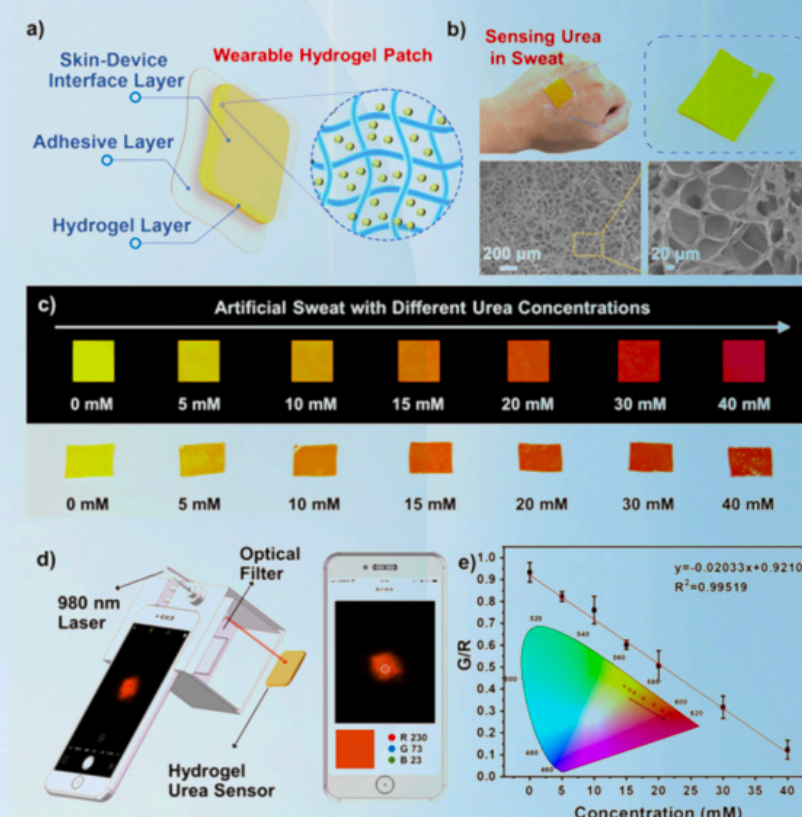 a)
Wearable Hydrogel Patch
Skin-Device
Interface Layer
Adhesive Layer
Hydrogel Layer
b)
Sensing Urea
in Sweat
200 μm
20 μm
c)
Artificial Sweat with Different Urea Concentrations
0 mM
5 mM
10 mM
15 mM
20 mM
30 mM
40 mM
0 mM
5 mM
10 mM
15 mM
20 mM
30 mM
40 mM
d)
Optical
Filter
980 nm
Laser
Hydrogel
Urea Sensor
R 230
G 73
B 23
e)
y=-0.02033x+0.9210
R²=0.99519
G/R
1.0
0.9
0.8
0.7
0.6
0.5
0.4
0.3
0.2
0.1
0.0
520
540
560
580
600
620
500
480
460
0 5 10 15 20 25 30 35 40
Concentration (mM)